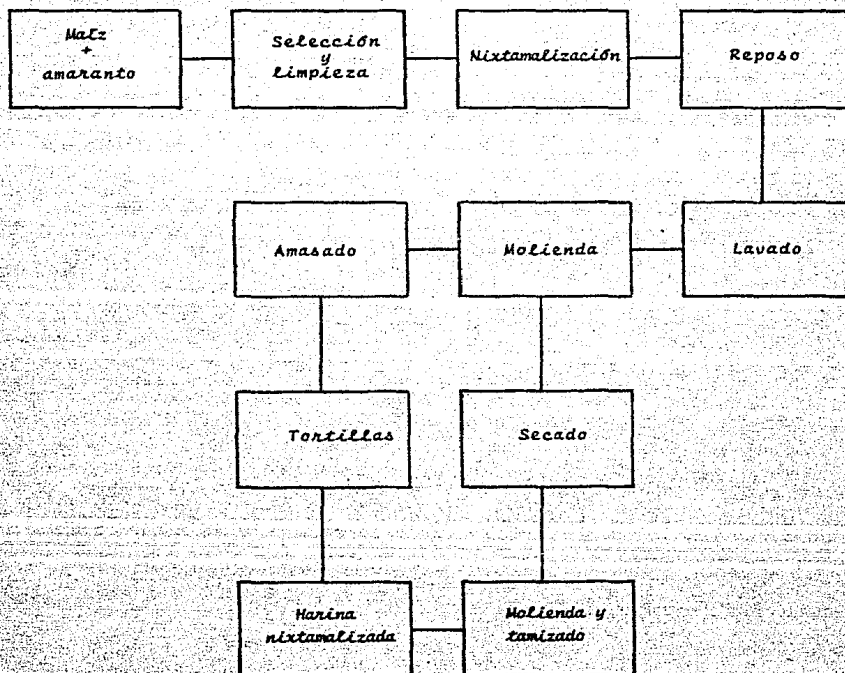 Maíz
+
amaranto
Selección
y
limpieza
Nixtamalización
Reposo
Amasado
Molienda
Lavado
Tortillas
Secado
Harina
nixtamalizada
Molienda y
tamizado